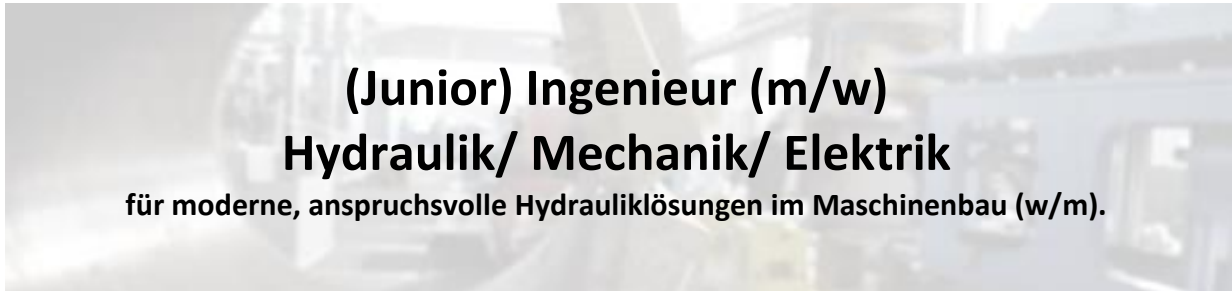 (Junior) Ingenieur (m/w)
Hydraulik/ Mechanik/ Elektrik
für moderne, anspruchsvolle Hydrauliklösungen im Maschinenbau (w/m).